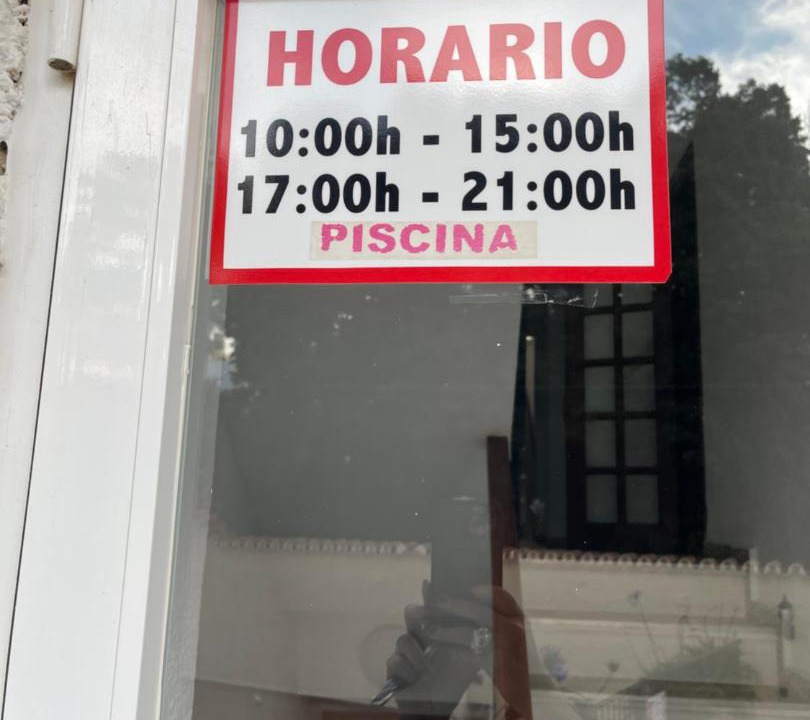 HORARIO
10:00h - 15:00h
17:00h - 21:00h
PISCINA